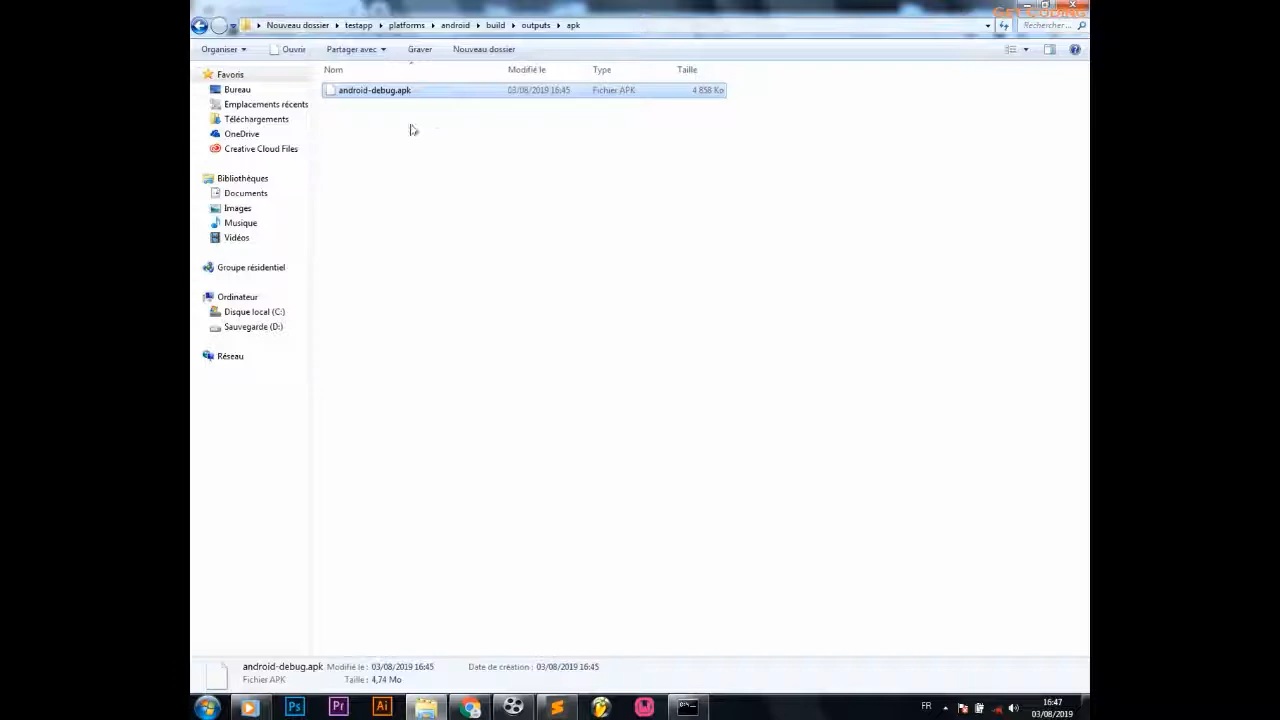 Nouveau dossier testapp platforms android build outputs apk Rechercher...
Organiser Ouvrir Partager avec Graver Nouveau dossier
Nom Modifié le Type Taille
android-debug.apk 03/08/2019 16:45 Fichier APK 4 858 Ko
Favoris
Bureau
Emplacements récents
Téléchargements
OneDrive
Creative Cloud Files
Bibliothèques
Documents
Images
Musique
Vidéos
Groupe résidentiel
Ordinateur
Disque local (C:)
Sauvegarde (D:)
Réseau
android-debug.apk Modifié le : 03/08/2019 16:45 Date de création : 03/08/2019 16:45
Fichier APK Taille : 4,74 Mo
Ps Pr Ai FR 16:47
03/08/2019